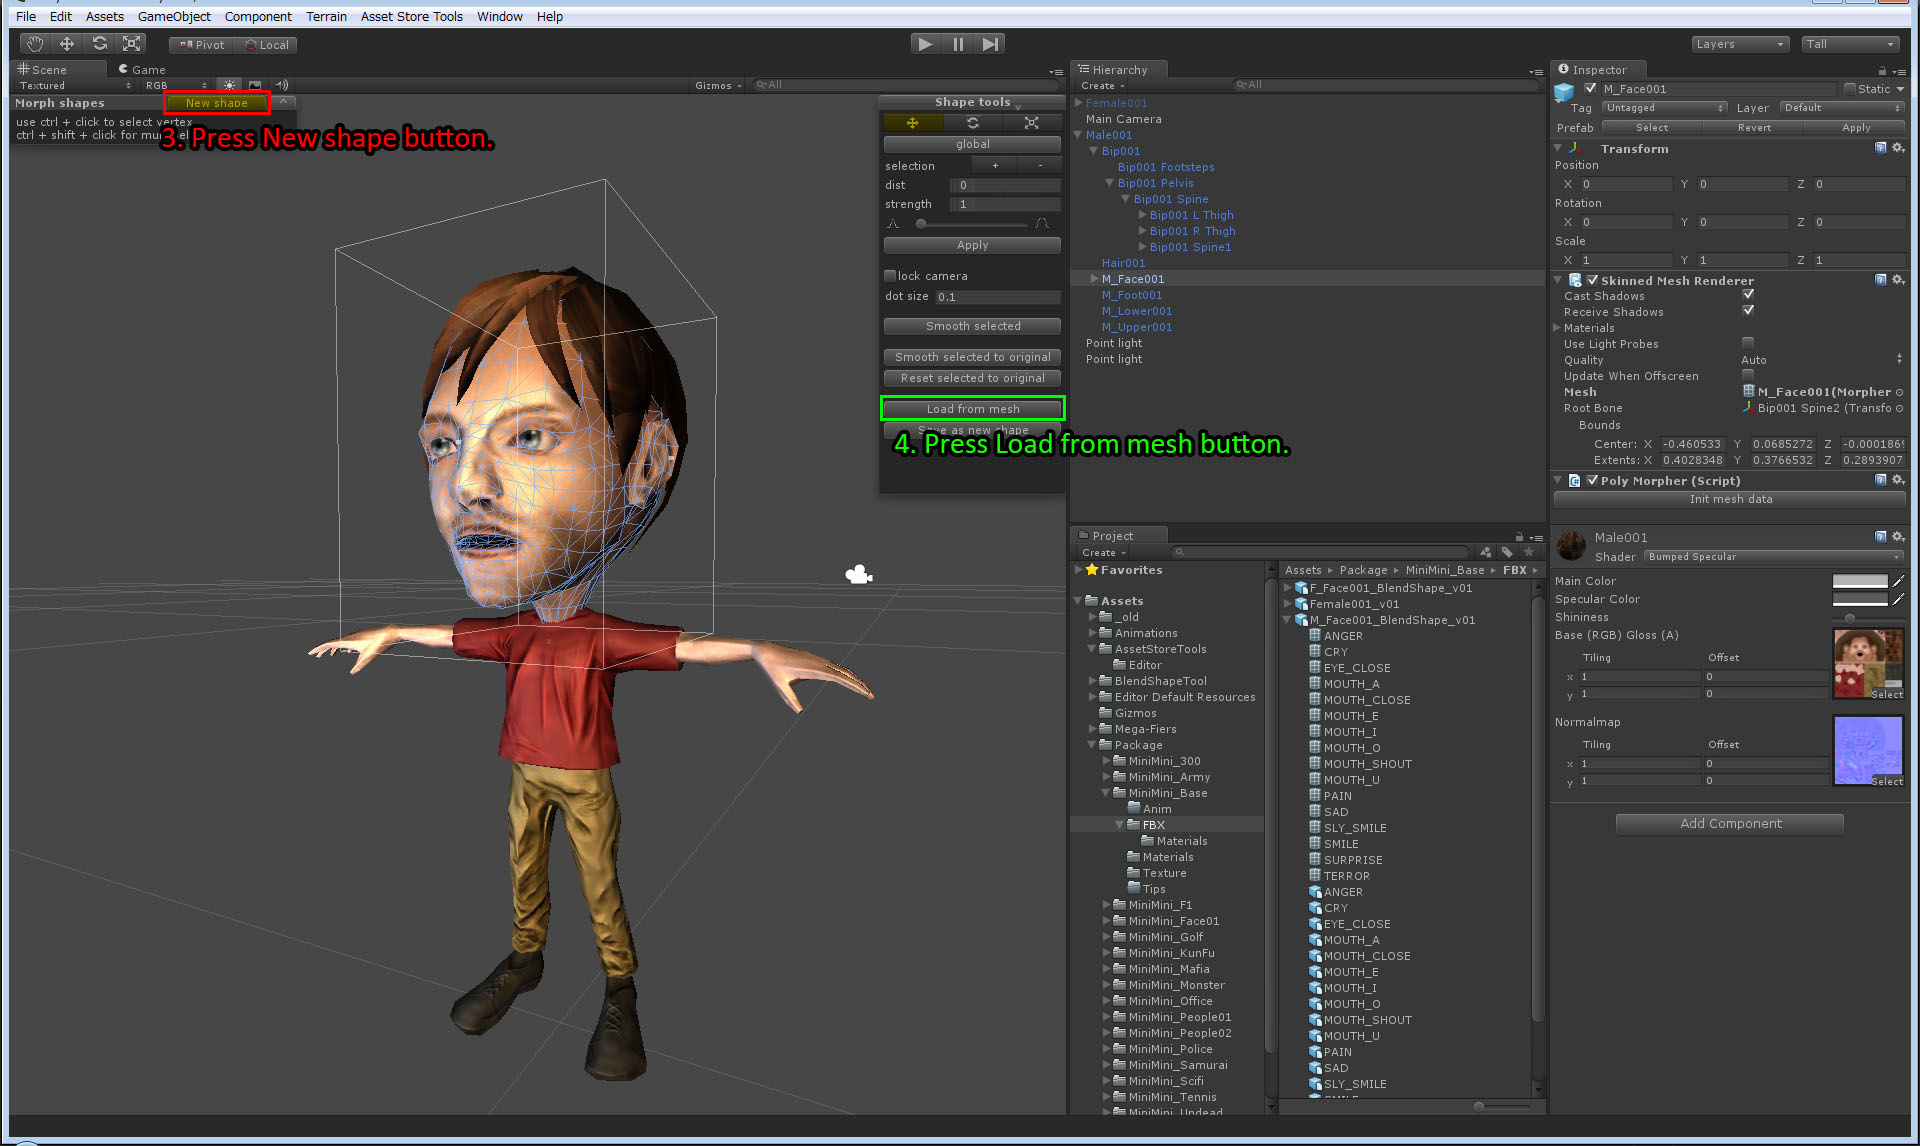 File Edit Assets GameObject Component Terrain Asset Store Tools Window Help
Pivot Local
Layers Tall
Scene Game
Textured RGB Gizmos All
Morph shapes New shape
use ctrl + click to select vertex
ctrl + shift + click for
3. Press New shape button.
Shape tools
global
selection + -
dist 0
strength 1
Apply
lock camera
dot size 0.1
Smooth selected
Smooth selected to original
Reset selected to original
Load from mesh
Save as new shape
4. Press Load from mesh button.
Hierarchy
Create All
Female001
Main Camera
Male001
Bip001
Bip001 Footsteps
Bip001 Pelvis
Bip001 Spine
Bip001 L Thigh
Bip001 R Thigh
Bip001 Spine1
Hair001
M_Face001
M_Foot001
M_Lower001
M_Upper001
Point light
Point light
Project
Create
Favorites
Assets
_old
Animations
AssetStoreTools
Editor
BlendShapeTool
Editor Default Resources
Gizmos
Mega-Fiers
Package
MiniMini_300
MiniMini_Army
MiniMini_Base
Anim
FBX
Materials
Materials
Texture
Tips
MiniMini_F1
MiniMini_Face01
MiniMini_Golf
MiniMini_KunFu
MiniMini_Mafia
MiniMini_Monster
MiniMini_Office
MiniMini_People01
MiniMini_People02
MiniMini_Police
MiniMini_Samurai
MiniMini_Scifi
MiniMini_Tennis
MiniMini_Undead
Assets Package MiniMini_Base FBX
F_Face001_BlendShape_v01
Female001_v01
M_Face001_BlendShape_v01
ANGER
CRY
EYE_CLOSE
MOUTH_A
MOUTH_CLOSE
MOUTH_E
MOUTH_I
MOUTH_O
MOUTH_SHOUT
MOUTH_U
PAIN
SAD
SLY_SMILE
SMILE
SURPRISE
TERROR
ANGER
CRY
EYE_CLOSE
MOUTH_A
MOUTH_CLOSE
MOUTH_E
MOUTH_I
MOUTH_O
MOUTH_SHOUT
MOUTH_U
PAIN
SAD
SLY_SMILE
SMILE
Inspector
M_Face001 Static
Tag Untagged Layer Default
Prefab Select Revert Apply
Transform
Position
X 0 Y 0 Z 0
Rotation
X 0 Y 0 Z 0
Scale
X 1 Y 1 Z 1
Skinned Mesh Renderer
Cast Shadows
Receive Shadows
Materials
Use Light Probes
Quality Auto
Update When Offscreen
Mesh M_Face001(Morpher
Root Bone Bip001 Spine2 (Transfo
Bounds
Center: X -0.460533 Y 0.0685272 Z -0.000186
Extents: X 0.4028348 Y 0.3766532 Z 0.2893907
Poly Morpher (Script)
Init mesh data
Male001
Shader Bumped Specular
Main Color
Specular Color
Shininess
Base (RGB) Gloss (A)
Tiling Offset
x 1 0
y 1 0
Select
Normalmap
Tiling Offset
x 1 0
y 1 0
Select
Add Component